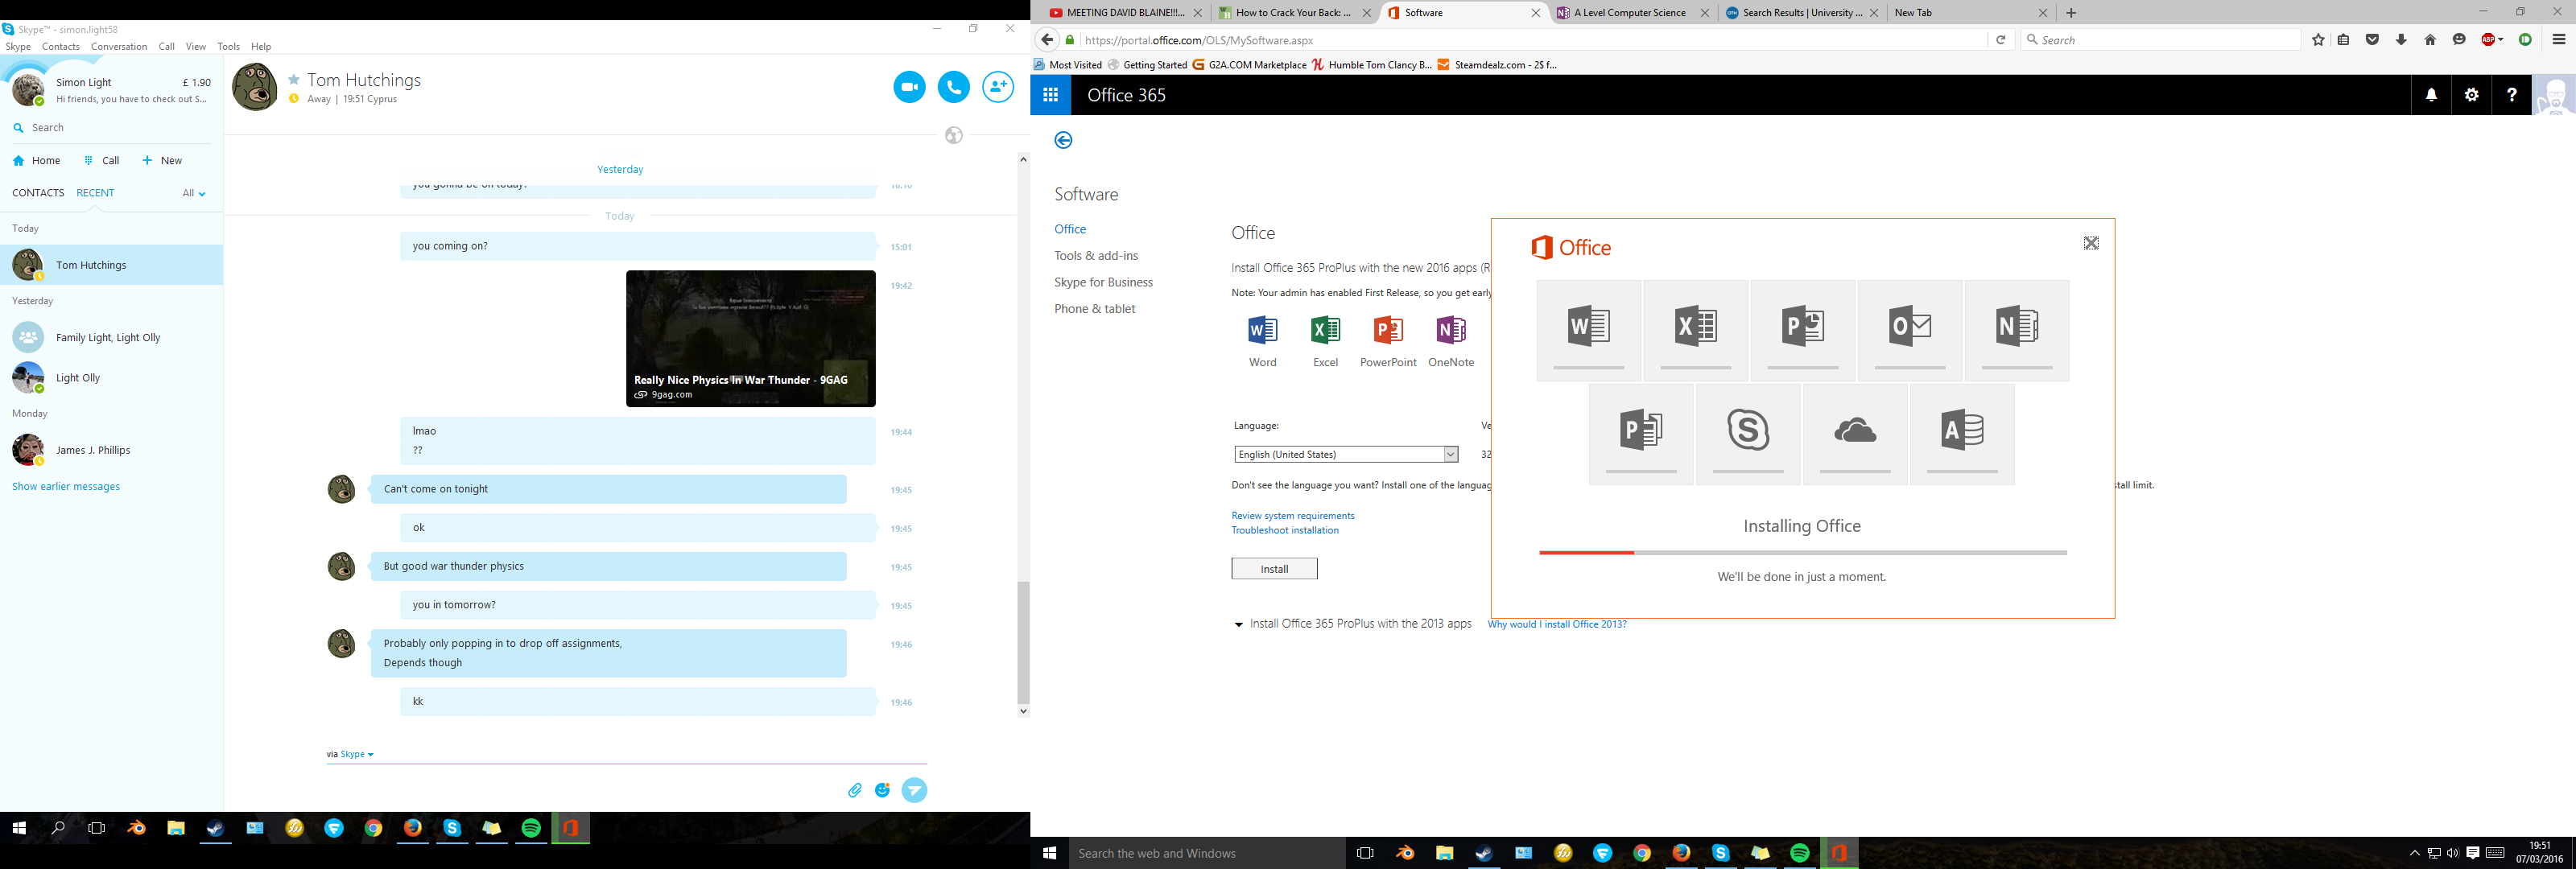 Skype™ - simon.light58
Skype Contacts Conversation Call View Tools Help
Simon Light £ 1.90
Hi friends, you have to check out S...
Search
Home Call New
CONTACTS RECENT All
Today
Tom Hutchings
Yesterday
Family Light, Light Olly
Light Olly
Monday
James J. Phillips
Show earlier messages
Tom Hutchings
Away | 19:51 Cyprus
Yesterday
you gonna be on today? 16:16
Today
you coming on? 15:01
19:42
Really Nice Physics In War Thunder - 9GAG
9gag.com
lmao 19:44
??
Can't come on tonight 19:45
ok 19:45
But good war thunder physics 19:45
you in tomorrow? 19:45
Probably only popping in to drop off assignments, 19:46
Depends though
kk 19:46
via Skype
MEETING DAVID BLAINE!!!... How to Crack Your Back: ... Software A Level Computer Science Search Results | University ... New Tab
https://portal.office.com/OLS/MySoftware.aspx Search
ABP
Most Visited Getting Started G2A.COM Marketplace Humble Tom Clancy B... Steamdealz.com - 2$ f...
Office 365
Software
Office
Tools & add-ins
Skype for Business
Phone & tablet
Office
Install Office 365 ProPlus with the new 2016 apps (R
Note: Your admin has enabled First Release, so you get early
Word Excel PowerPoint OneNote
Language: Ve
English (United States) 32
Don't see the language you want? Install one of the languag
stall limit.
Review system requirements
Troubleshoot installation
Install
Install Office 365 ProPlus with the 2013 apps Why would I install Office 2013?
Office
Installing Office
We'll be done in just a moment.
Search the web and Windows
19:51
07/03/2016